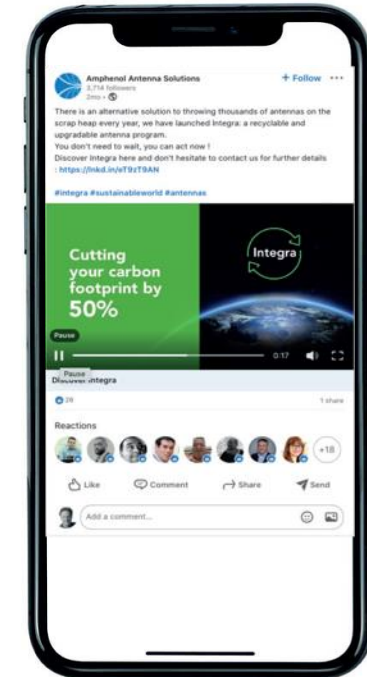 Amphenol Antenna Solutions
+ Follow ···
3,714 followers
2mo •
There is an alternative solution to throwing thousands of antennas on the
scrap heap every year, we have launched Integra: a recyclable and
upgradable antenna program.
You don't need to wait, you can act now !
Discover Integra here and don't hesitate to contact us for further details
: https://lnkd.in/eT9zT9AN
#integra #sustainableworld #antennas
Cutting
your carbon
footprint by
50%
Integra
Pause
0:17
Pause
Discover Integra
26
1 share
Reactions
+18
Like
Comment
Share
Send
Add a comment...